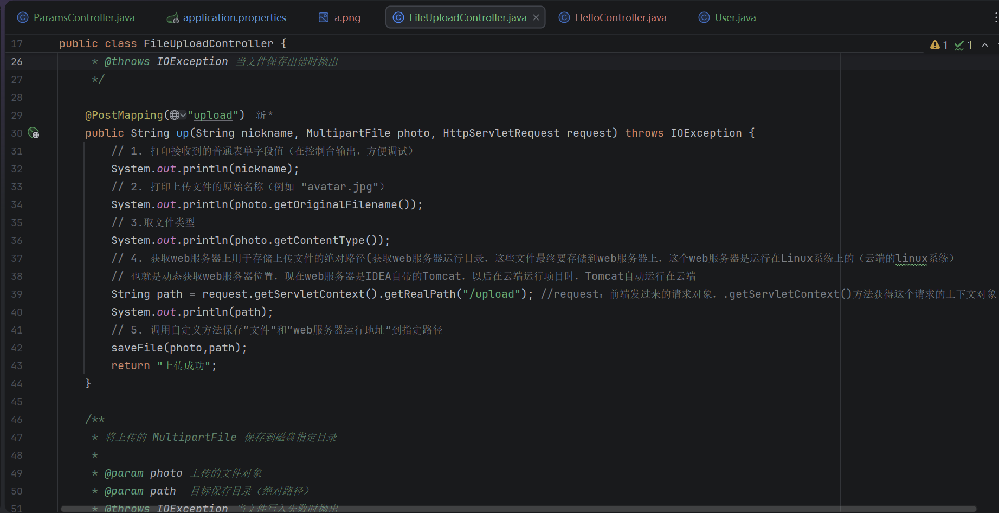 ParamsController.java application.properties a.png FileUploadController.java HelloController.java User.java
17 public class FileUploadController { 1 1
26 * @throws IOException 当文件保存出错时抛出
27 */
28
29 @PostMapping("upload") 新 *
30 public String up(String nickname, MultipartFile photo, HttpServletRequest request) throws IOException {
31 // 1. 打印接收到的普通表单字段值（在控制台输出，方便调试）
32 System.out.println(nickname);
33 // 2. 打印上传文件的原始名称（例如 "avatar.jpg"）
34 System.out.println(photo.getOriginalFilename());
35 // 3.取文件类型
36 System.out.println(photo.getContentType());
37 // 4. 获取web服务器上用于存储上传文件的绝对路径(获取web服务器运行目录，这些文件最终要存储到web服务器上，这个web服务器是运行在Linux系统上的（云端的linux系统）
38 // 也就是动态获取web服务器位置，现在web服务器是IDEA自带的Tomcat，以后在云端运行项目时，Tomcat自动运行在云端
39 String path = request.getServletContext().getRealPath("/upload"); //request：前端发过来的请求对象，.getServletContext()方法获得这个请求的上下文对象
40 System.out.println(path);
41 // 5. 调用自定义方法保存“文件”和“web服务器运行地址”到指定路径
42 saveFile(photo,path);
43 return "上传成功";
44 }
45
46 /**
47 * 将上传的 MultipartFile 保存到磁盘指定目录
48 *
49 * @param photo 上传的文件对象
50 * @param path 目标保存目录（绝对路径）
51 * @throws IOException 当文件写入失败时抛出